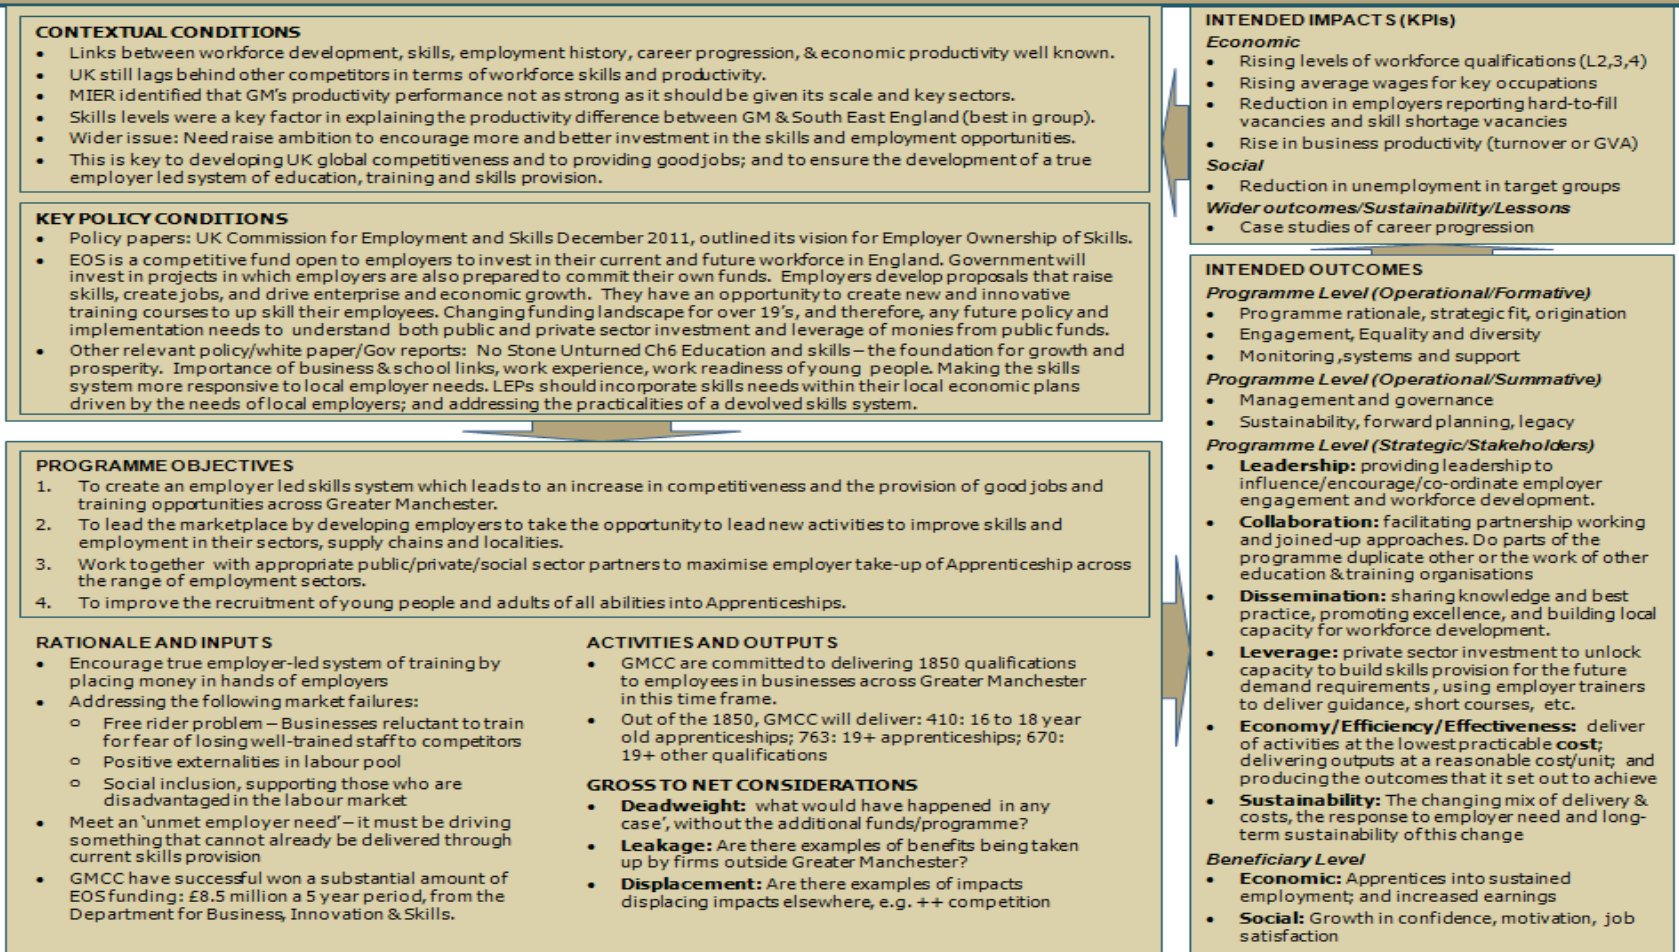 CONTEXTUAL CONDITIONS
• Links between workforce development, skills, employment history, career progression, & economic productivity well known.
• UK still lags behind other competitors in terms of workforce skills and productivity.
• MIER identified that GM's productivity performance not as strong as it should be given its scale and key sectors.
• Skills levels were a key factor in explaining the productivity difference between GM & South East England (best in group).
• Wider issue: Need raise ambition to encourage more and better investment in the skills and employment opportunities.
• This is key to developing UK global competitiveness and to providing good jobs; and to ensure the development of a true
employer led system of education, training and skills provision.
KEY POLICY CONDITIONS
• Policy papers: UK Commission for Employment and Skills December 2011, outlined its vision for Employer Ownership of Skills.
• EOS is a competitive fund open to employers to invest in their current and future workforce in England. Government will
invest in projects in which employers are also prepared to commit their own funds. Employers develop proposals that raise
skills, create jobs, and drive enterprise and economic growth. They have an opportunity to create new and innovative
training courses to up skill their employees. Changing funding landscape for over 19's, and therefore, any future policy and
implementation needs to understand both public and private sector investment and leverage of monies from public funds.
• Other relevant policy/white paper/Gov reports: No Stone Unturned Ch6 Education and skills – the foundation for growth and
prosperity. Importance of business & school links, work experience, work readiness of young people. Making the skills
system more responsive to local employer needs. LEPs should incorporate skills needs within their local economic plans
driven by the needs of local employers; and addressing the practicalities of a devolved skills system.
PROGRAMME OBJECTIVES
1. To create an employer led skills system which leads to an increase in competitiveness and the provision of good jobs and
training opportunities across Greater Manchester.
2. To lead the marketplace by developing employers to take the opportunity to lead new activities to improve skills and
employment in their sectors, supply chains and localities.
3. Work together with appropriate public/private/social sector partners to maximise employer take-up of Apprenticeship across
the range of employment sectors.
4. To improve the recruitment of young people and adults of all abilities into Apprenticeships.
RATIONALE AND INPUTS
• Encourage true employer-led system of training by
placing money in hands of employers
• Addressing the following market failures:
o Free rider problem – Businesses reluctant to train
for fear of losing well-trained staff to competitors
o Positive externalities in labour pool
o Social inclusion, supporting those who are
disadvantaged in the labour market
• Meet an 'unmet employer need' – it must be driving
something that cannot already be delivered through
current skills provision
• GMCC have successful won a substantial amount of
EOS funding: £8.5 million a 5 year period, from the
Department for Business, Innovation & Skills.
ACTIVITIES AND OUTPUTS
• GMCC are committed to delivering 1850 qualifications
to employees in businesses across Greater Manchester
in this time frame.
• Out of the 1850, GMCC will deliver: 410: 16 to 18 year
old apprenticeships; 763: 19+ apprenticeships; 670:
19+ other qualifications
GROSS TO NET CONSIDERATIONS
• Deadweight: what would have happened in any
case', without the additional funds/programme?
• Leakage: Are there examples of benefits being taken
up by firms outside Greater Manchester?
• Displacement: Are there examples of impacts
displacing impacts elsewhere, e.g. ++ competition
INTENDED IMPACTS (KPIs)
Economic
• Rising levels of workforce qualifications (L2,3,4)
• Rising average wages for key occupations
• Reduction in employers reporting hard-to-fill
vacancies and skill shortage vacancies
• Rise in business productivity (turnover or GVA)
Social
• Reduction in unemployment in target groups
Wider outcomes/Sustainability/Lessons
• Case studies of career progression
INTENDED OUTCOMES
Programme Level (Operational/Formative)
• Programme rationale, strategic fit, origination
• Engagement, Equality and diversity
• Monitoring ,systems and support
Programme Level (Operational/Summative)
• Management and governance
• Sustainability, forward planning, legacy
Programme Level (Strategic/Stakeholders)
• Leadership: providing leadership to
influence/encourage/co-ordinate employer
engagement and workforce development.
• Collaboration: facilitating partnership working
and joined-up approaches. Do parts of the
programme duplicate other or the work of other
education & training organisations
• Dissemination: sharing knowledge and best
practice, promoting excellence, and building local
capacity for workforce development.
• Leverage: private sector investment to unlock
capacity to build skills provision for the future
demand requirements , using employer trainers
to deliver guidance, short courses, etc.
• Economy/Efficiency/Effectiveness: deliver
of activities at the lowest practicable cost;
delivering outputs at a reasonable cost/unit; and
producing the outcomes that it set out to achieve
• Sustainability: The changing mix of delivery &
costs, the response to employer need and long-
term sustainability of this change
Beneficiary Level
• Economic: Apprentices into sustained
employment; and increased earnings
• Social: Growth in confidence, motivation, job
satisfaction